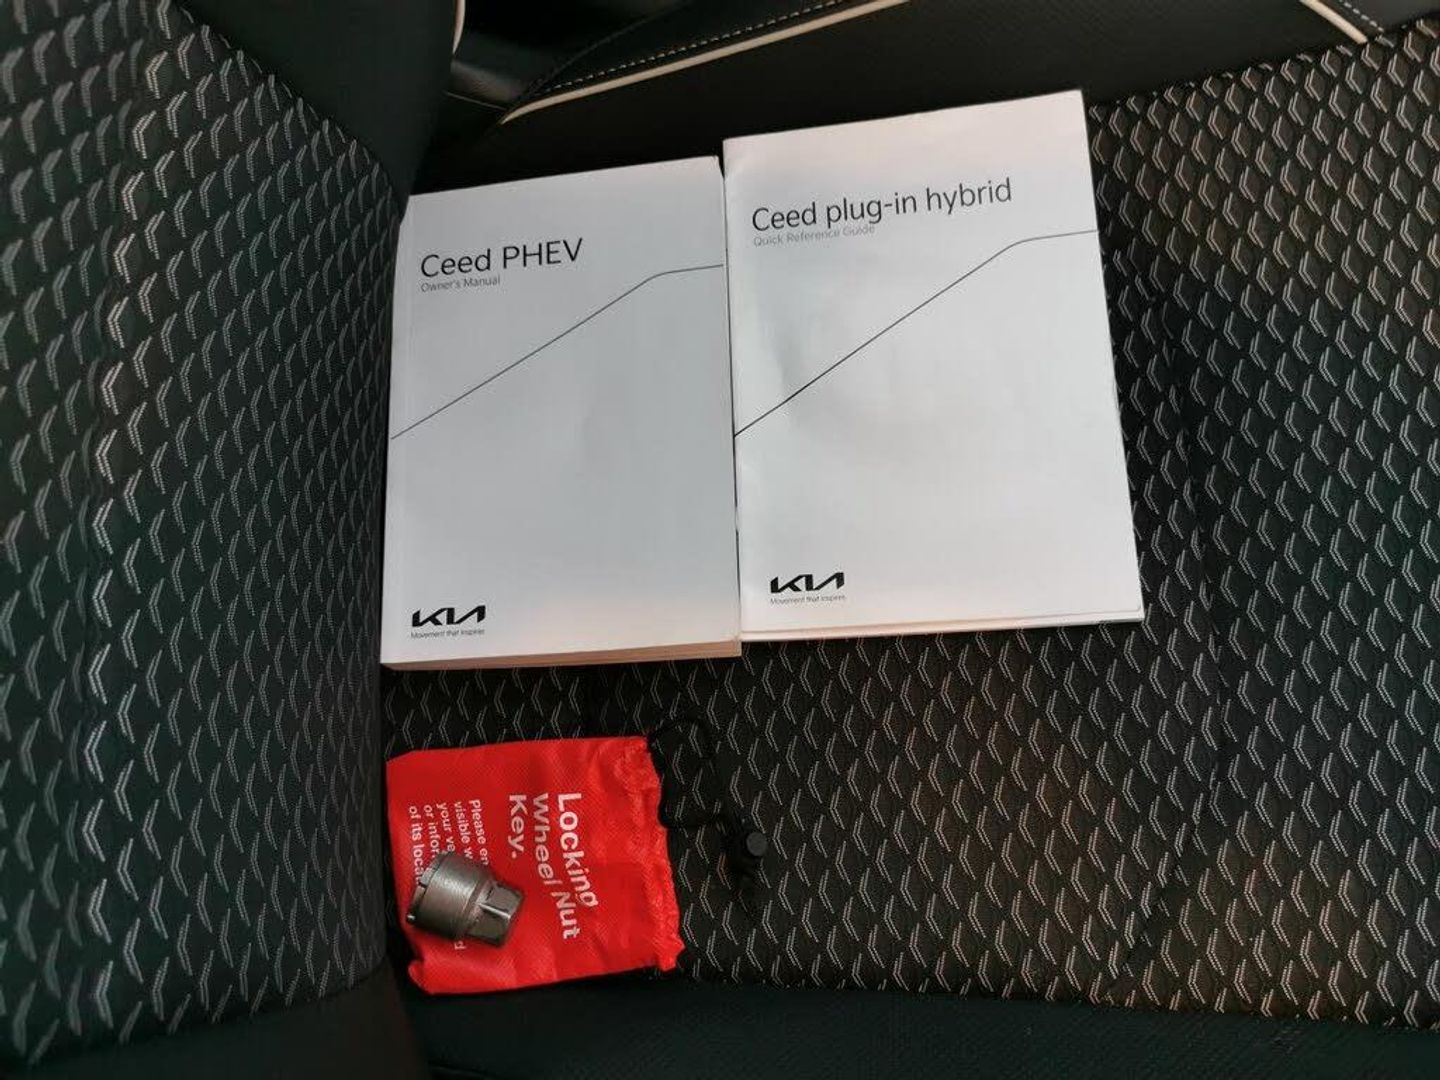 Ceed PHEV
Owner's Manual
KIA
Movement that inspires
Ceed plug-in hybrid
Quick Reference Guide
KIA
Movement that inspires
Locking
Wheel Nut
Key.
Please
visible
your
or
of its